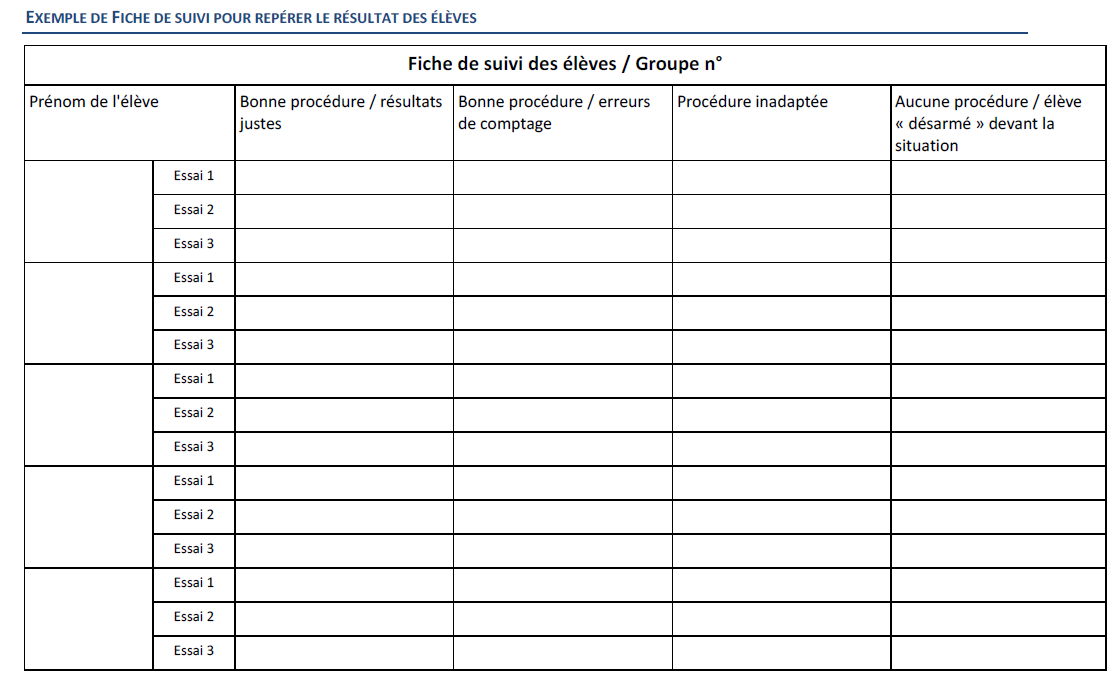 EXEMPLE DE FICHE DE SUIVI POUR REPÉRER LE RÉSULTAT DES ÉLÈVES
Fiche de suivi des élèves / Groupe n°
Prénom de l'élève
Bonne procédure / résultats
justes
Bonne procédure / erreurs
de comptage
Procédure inadaptée
Aucune procédure / élève
« désarmé » devant la
situation
Essai 1
Essai 2
Essai 3
Essai 1
Essai 2
Essai 3
Essai 1
Essai 2
Essai 3
Essai 1
Essai 2
Essai 3
Essai 1
Essai 2
Essai 3